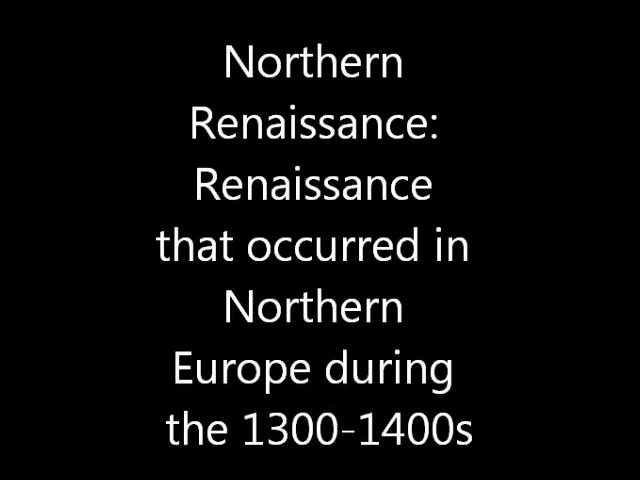 Northern
Renaissance:
Renaissance
that occurred in
Northern
Europe during
the 1300-1400s